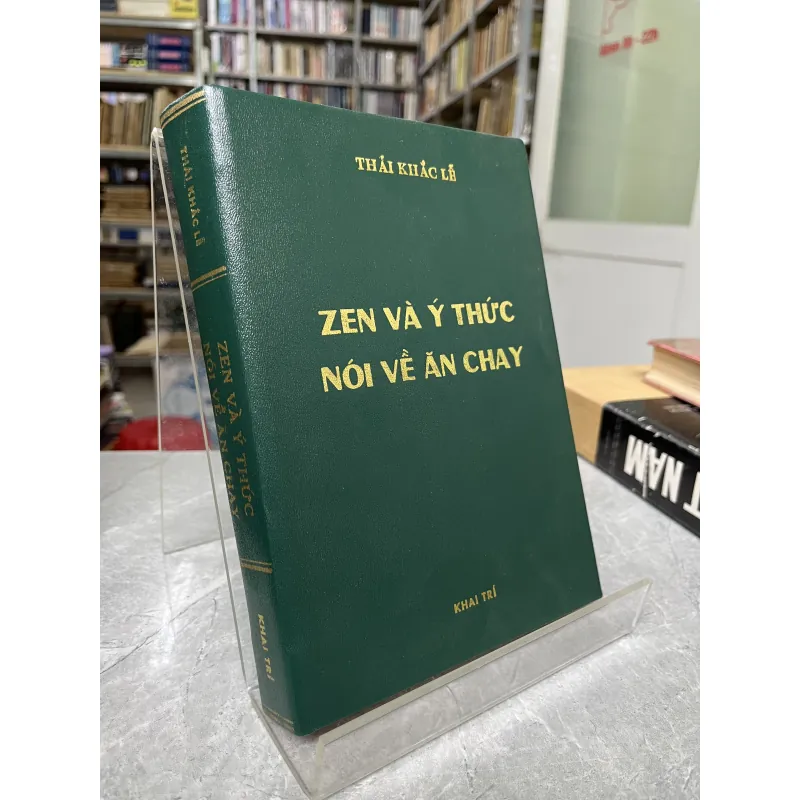 THÁI KHẮC LỄ
ZEN VÀ Ý THỨC
NÓI VỀ ĂN CHAY
KHAI TRÍ
THÁI KHẮC LỄ
ZEN VÀ Ý THỨC
NÓI VỀ ĂN CHAY
KHAI TRÍ
T NAM